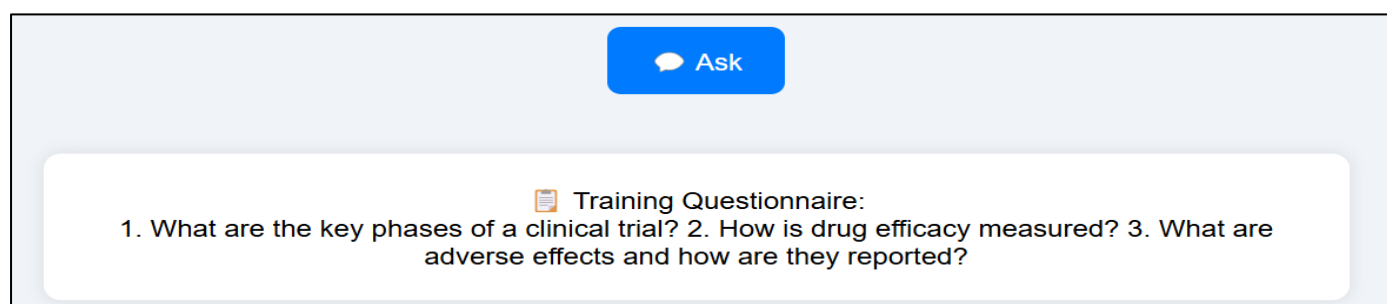 💬 Ask
📋 Training Questionnaire:
1. What are the key phases of a clinical trial? 2. How is drug efficacy measured? 3. What are
adverse effects and how are they reported?